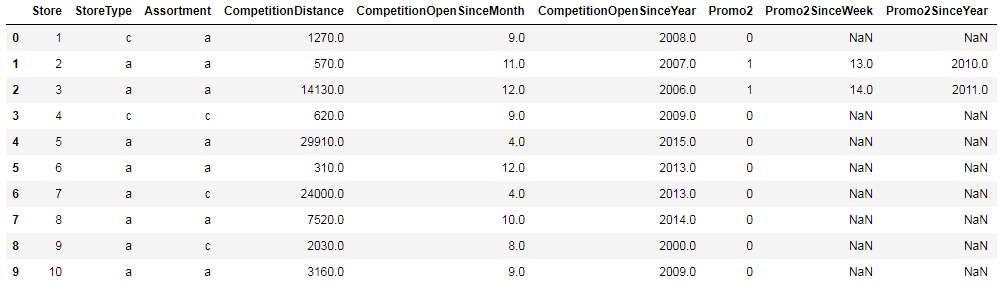 Store StoreType Assortment CompetitionDistance CompetitionOpenSinceMonth CompetitionOpenSinceYear Promo2 Promo2SinceWeek Promo2SinceYear
0 1 c a 1270.0 9.0 2008.0 0 NaN NaN
1 2 a a 570.0 11.0 2007.0 1 13.0 2010.0
2 3 a a 14130.0 12.0 2006.0 1 14.0 2011.0
3 4 c c 620.0 9.0 2009.0 0 NaN NaN
4 5 a a 29910.0 4.0 2015.0 0 NaN NaN
5 6 a a 310.0 12.0 2013.0 0 NaN NaN
6 7 a c 24000.0 4.0 2013.0 0 NaN NaN
7 8 a a 7520.0 10.0 2014.0 0 NaN NaN
8 9 a c 2030.0 8.0 2000.0 0 NaN NaN
9 10 a a 3160.0 9.0 2009.0 0 NaN NaN